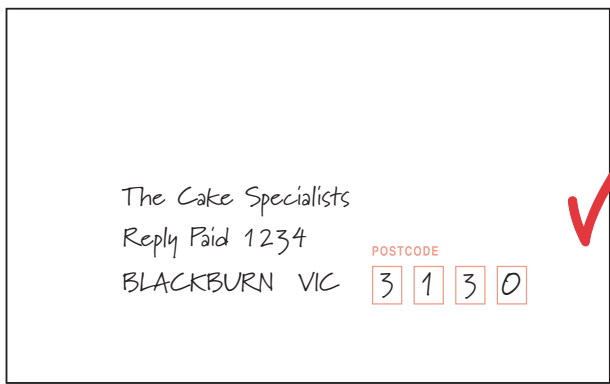 The Cake Specialists
Reply Paid 1234
POSTCODE
BLACKBURN VIC 3130